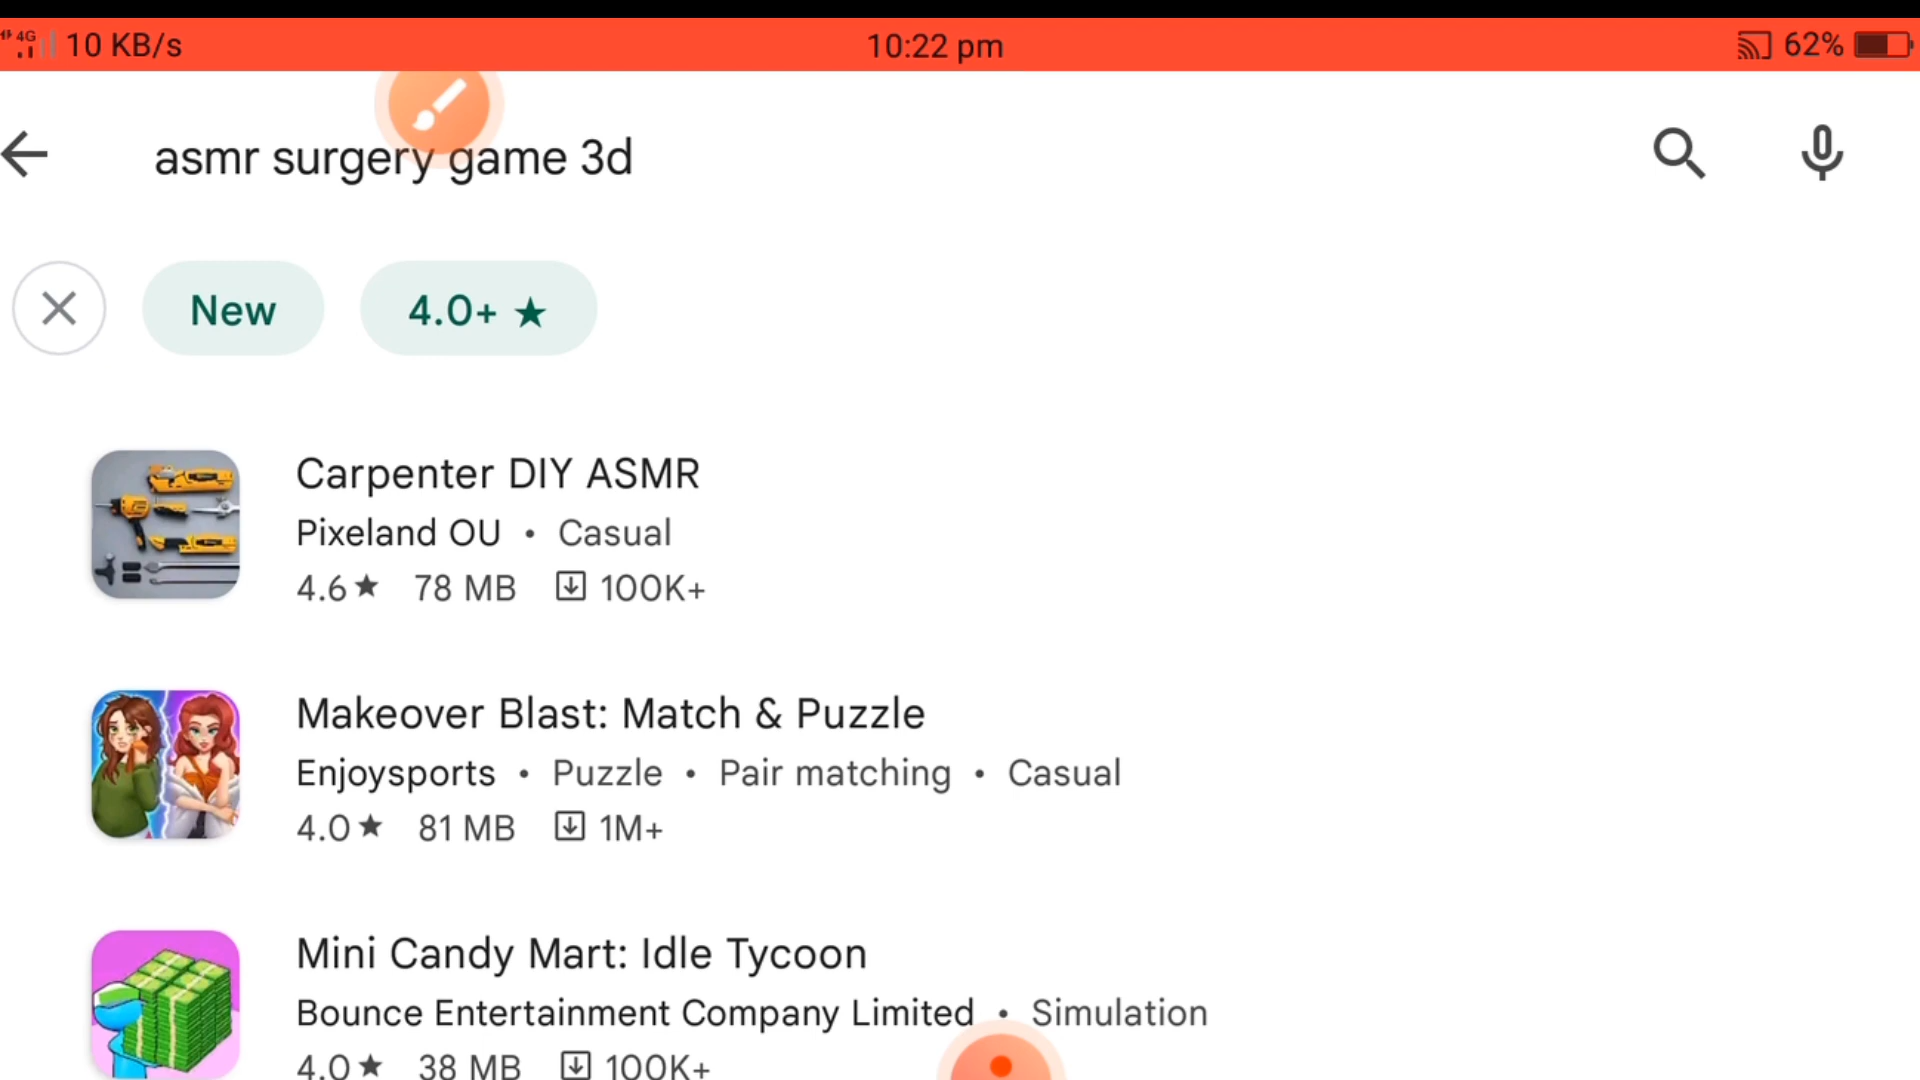 4G 10 KB/s 10:22 pm 62%
asmr surgery game 3d
New 4.0+ ★
Carpenter DIY ASMR
Pixeland OU • Casual
4.6★ 78 MB 100K+
Makeover Blast: Match & Puzzle
Enjoysports • Puzzle • Pair matching • Casual
4.0★ 81 MB 1M+
Mini Candy Mart: Idle Tycoon
Bounce Entertainment Company Limited • Simulation
4.0★ 38 MB 100K+